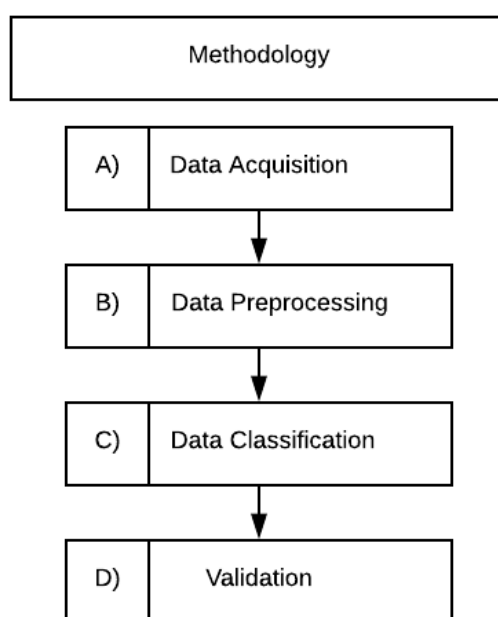 Methodology
A) Data Acquisition
B) Data Preprocessing
C) Data Classification
D) Validation